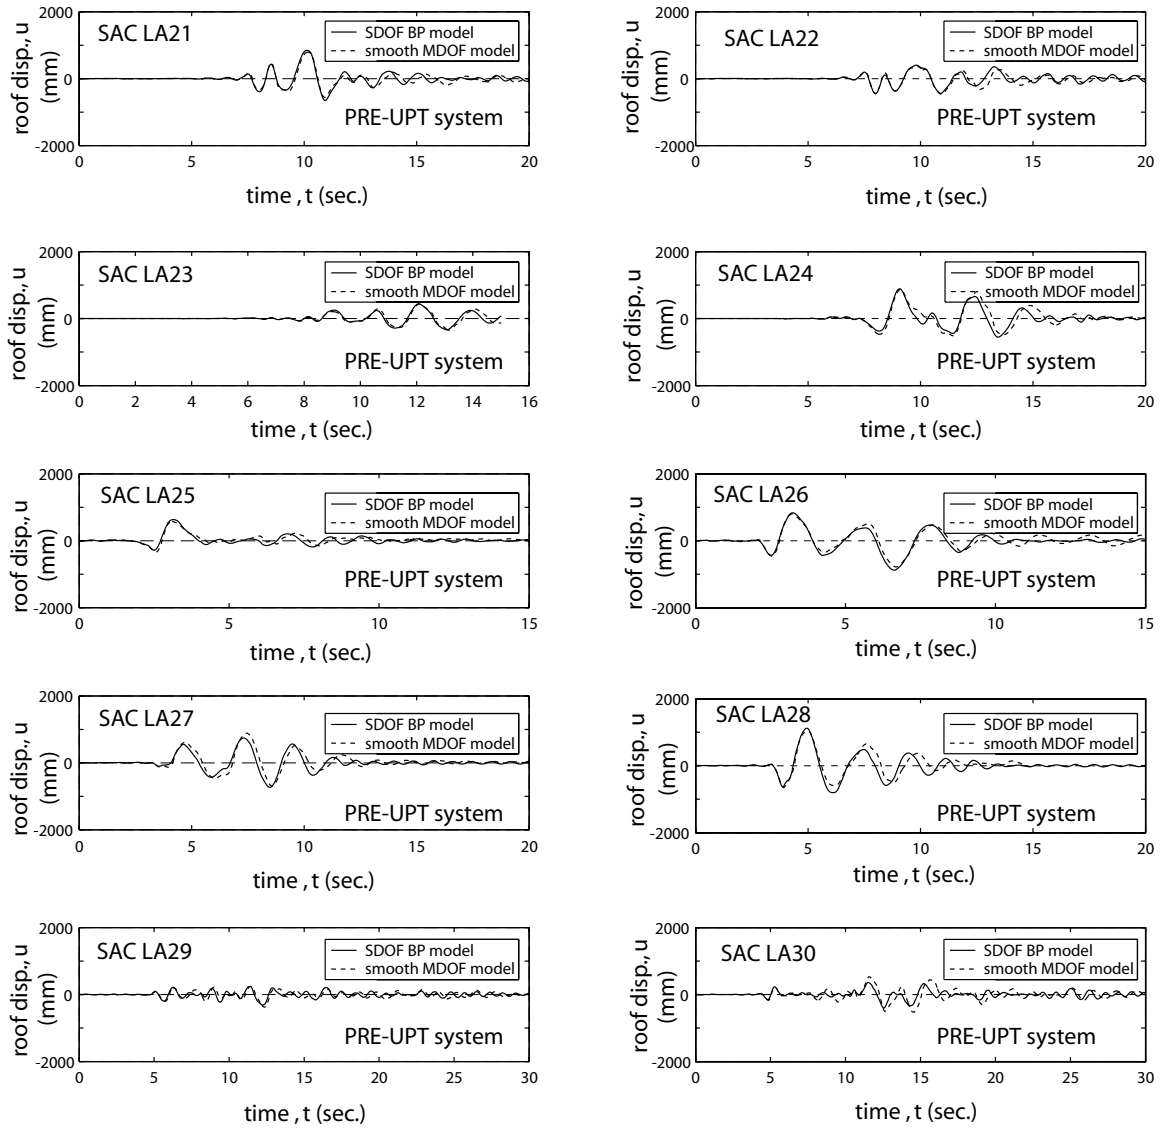 SAC LA21
SDOF BP model
smooth MDOF model
PRE-UPT system
roof disp., u
(mm)
2000
0
-2000
0 5 10 15 20
time , t (sec.)
SAC LA22
SDOF BP model
smooth MDOF model
PRE-UPT system
roof disp., u
(mm)
2000
0
-2000
0 5 10 15 20
time , t (sec.)
SAC LA23
SDOF BP model
smooth MDOF model
PRE-UPT system
roof disp., u
(mm)
2000
0
-2000
0 2 4 6 8 10 12 14 16
time , t (sec.)
SAC LA24
SDOF BP model
smooth MDOF model
PRE-UPT system
roof disp., u
(mm)
2000
0
-2000
0 5 10 15 20
time , t (sec.)
SAC LA25
SDOF BP model
smooth MDOF model
PRE-UPT system
roof disp., u
(mm)
2000
0
-2000
0 5 10 15
time , t (sec.)
SAC LA26
SDOF BP model
smooth MDOF model
PRE-UPT system
roof disp., u
(mm)
2000
0
-2000
0 5 10 15
time , t (sec.)
SAC LA27
SDOF BP model
smooth MDOF model
PRE-UPT system
roof disp., u
(mm)
2000
0
-2000
0 5 10 15 20
time , t (sec.)
SAC LA28
SDOF BP model
smooth MDOF model
PRE-UPT system
roof disp., u
(mm)
2000
0
-2000
0 5 10 15 20
time , t (sec.)
SAC LA29
SDOF BP model
smooth MDOF model
PRE-UPT system
roof disp., u
(mm)
2000
0
-2000
0 5 10 15 20 25 30
time , t (sec.)
SAC LA30
SDOF BP model
smooth MDOF model
PRE-UPT system
roof disp., u
(mm)
2000
0
-2000
0 5 10 15 20 25 30
time , t (sec.)